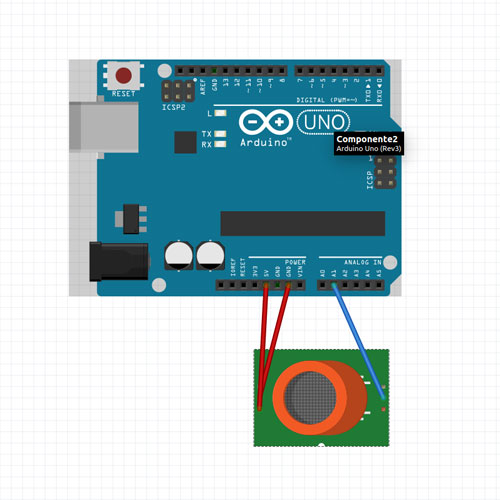 RESET
ICSP2
AREF
GND
13
12
~11
~10
~9
8
7
~6
~5
4
~3
2
TX0▸1
RX0◂0
DIGITAL (PWM=~)
L
TX
RX
UNO
Arduino™
Componente2
Arduino Uno (Rev3)
ICSP
POWER
ANALOG IN
IOREF
RESET
3V3
5V
GND
GND
VIN
A0
A1
A2
A3
A4
A5